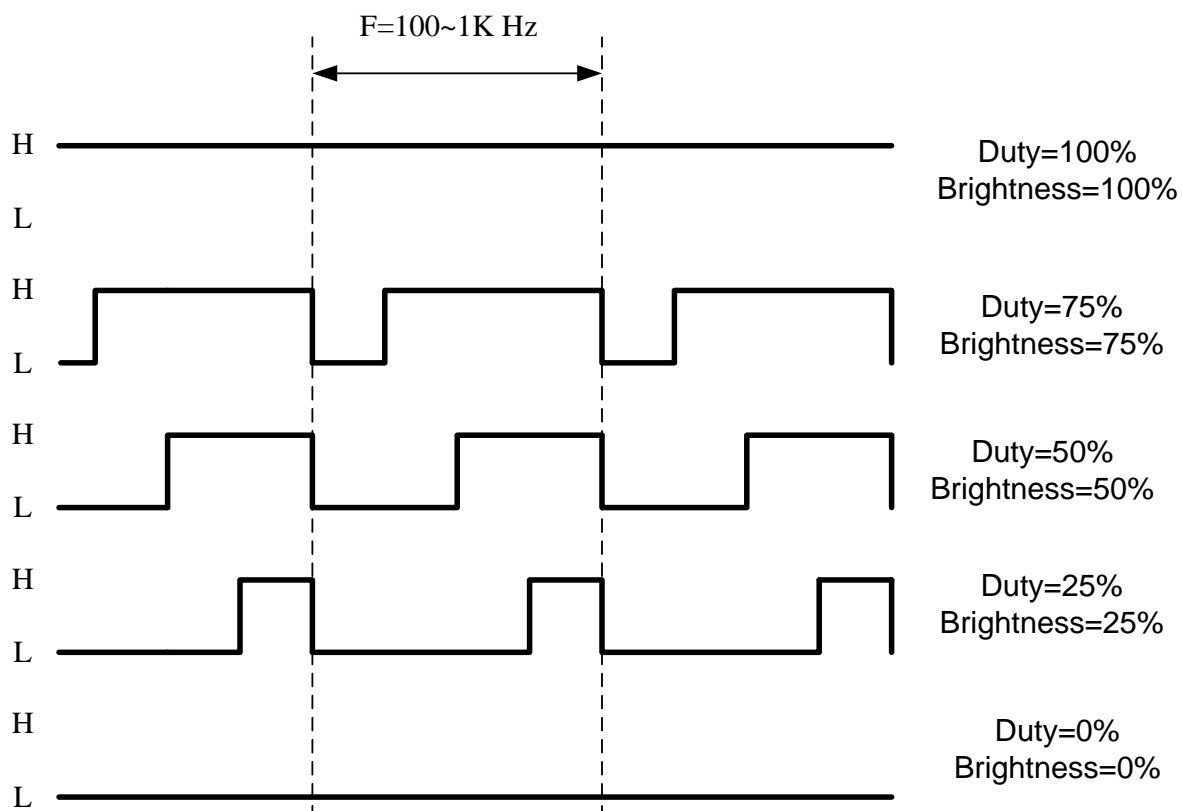 F=100~1K Hz
H
L
Duty=100%
Brightness=100%
H
L
Duty=75%
Brightness=75%
H
L
Duty=50%
Brightness=50%
H
L
Duty=25%
Brightness=25%
H
L
Duty=0%
Brightness=0%